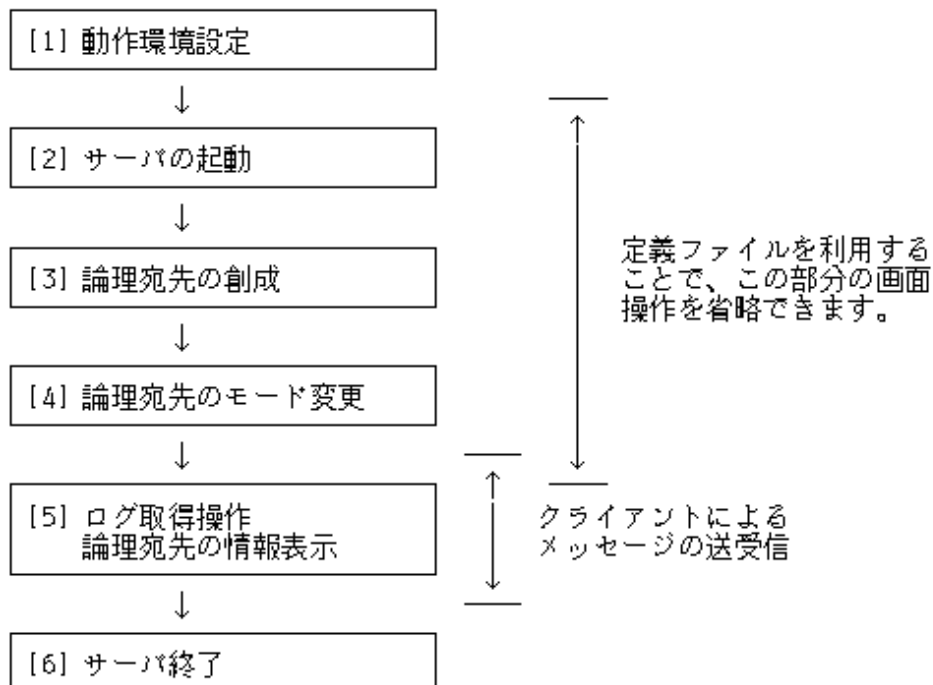 [1] 動作環境設定
↓
[2] サーバの起動
↓
[3] 論理宛先の創成
↓
[4] 論理宛先のモード変更
↓
[5] ログ取得操作
論理宛先の情報表示
↓
[6] サーバ終了
定義ファイルを利用する
ことで、この部分の画面
操作を省略できます。
クライアントによる
メッセージの送受信